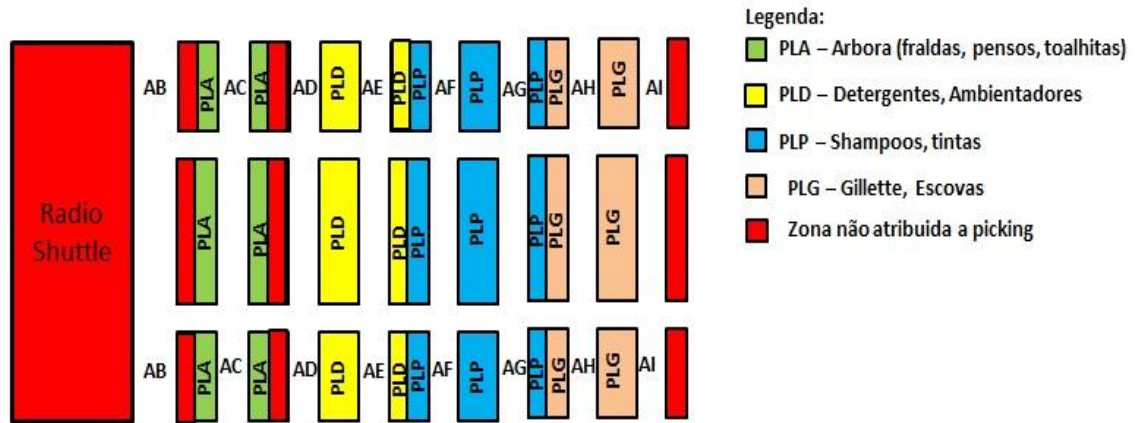 Legenda:
PLA – Arbora (fraldas, pensos, toalhitas)
PLD – Detergentes, Ambientadores
PLP – Shampoos, tintas
PLG – Gillette, Escovas
Zona não atribuida a picking
Radio
Shuttle
AB PLA AC PLA AD PLD AE PLD PLP AF PLP AG PLP PLG AH PLG AI
PLA PLA PLD PLD PLP PLP PLP PLG PLG
AB PLA AC PLA AD PLD AE PLD PLP AF PLP AG PLP PLG AH PLG AI